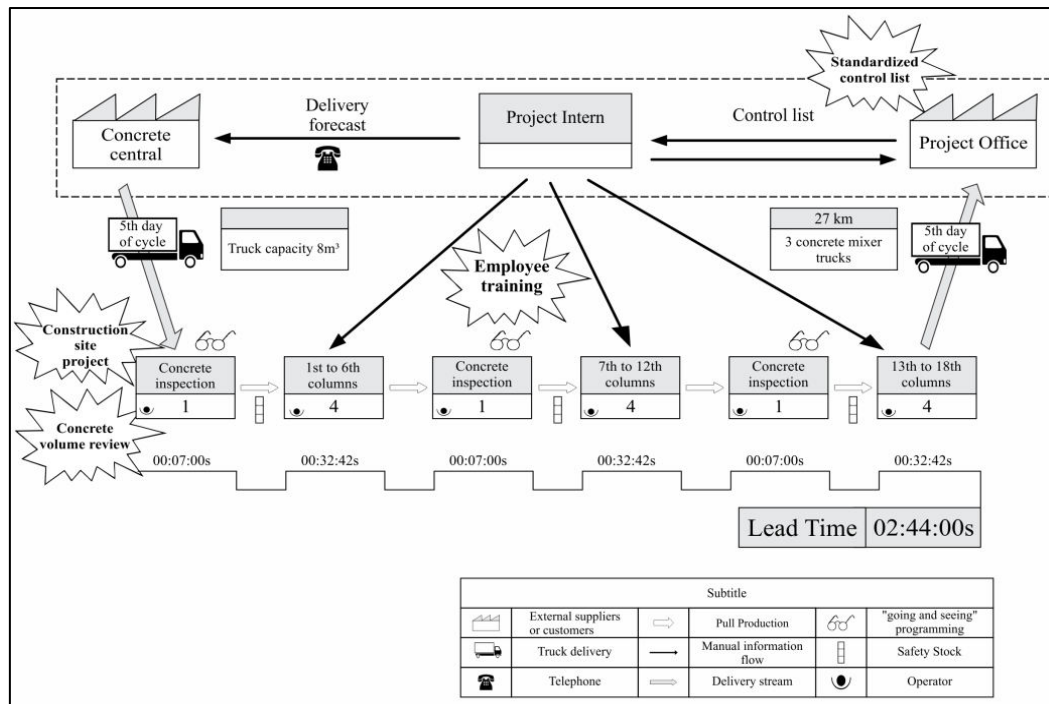 Standardized
control list
Concrete
central
Delivery
forecast
Project Intern
Control list
Project Office
5th day
of cycle
Truck capacity 8m³
27 km
3 concrete mixer
trucks
5th day
of cycle
Employee
training
Construction
site
project
Concrete
volume review
Concrete
inspection
1
1st to 6th
columns
4
Concrete
inspection
1
7th to 12th
columns
4
Concrete
inspection
1
13th to 18th
columns
4
00:07:00s
00:32:42s
00:07:00s
00:32:42s
00:07:00s
00:32:42s
Lead Time 02:44:00s
Subtitle
External suppliers
or customers
Pull Production
"going and seeing"
programming
Truck delivery
Manual information
flow
Safety Stock
Telephone
Delivery stream
Operator